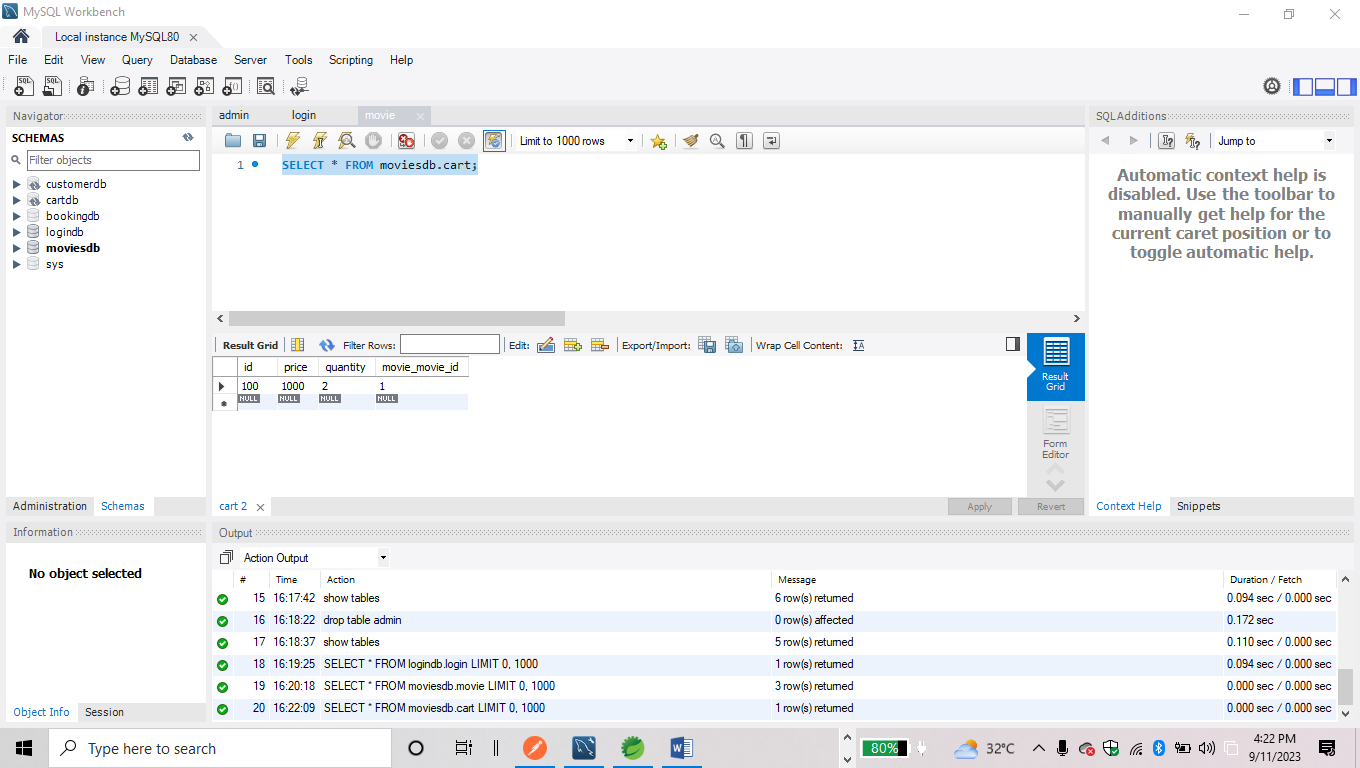 MySQL Workbench
Local instance MySQL80
File Edit View Query Database Server Tools Scripting Help
Navigator
SCHEMAS
Filter objects
customerdb
cartdb
bookingdb
logindb
moviesdb
sys
Administration Schemas
Information
No object selected
Object Info Session
admin login movie
Limit to 1000 rows
1 SELECT * FROM moviesdb.cart;
Result Grid Filter Rows: Edit: Export/Import: Wrap Cell Content:
id price quantity movie_movie_id
100 1000 2 1
NULL NULL NULL NULL
Result
Grid
Form
Editor
cart 2 Apply Revert
SQLAdditions
Jump to
Automatic context help is
disabled. Use the toolbar to
manually get help for the
current caret position or to
toggle automatic help.
Context Help Snippets
Output
Action Output
# Time Action Message Duration / Fetch
15 16:17:42 show tables 6 row(s) returned 0.094 sec / 0.000 sec
16 16:18:22 drop table admin 0 row(s) affected 0.172 sec
17 16:18:37 show tables 5 row(s) returned 0.110 sec / 0.000 sec
18 16:19:25 SELECT * FROM logindb.login LIMIT 0, 1000 1 row(s) returned 0.094 sec / 0.000 sec
19 16:20:18 SELECT * FROM moviesdb.movie LIMIT 0, 1000 3 row(s) returned 0.000 sec / 0.000 sec
20 16:22:09 SELECT * FROM moviesdb.cart LIMIT 0, 1000 1 row(s) returned 0.000 sec / 0.000 sec
Type here to search
80%
32°C
4:22 PM
9/11/2023